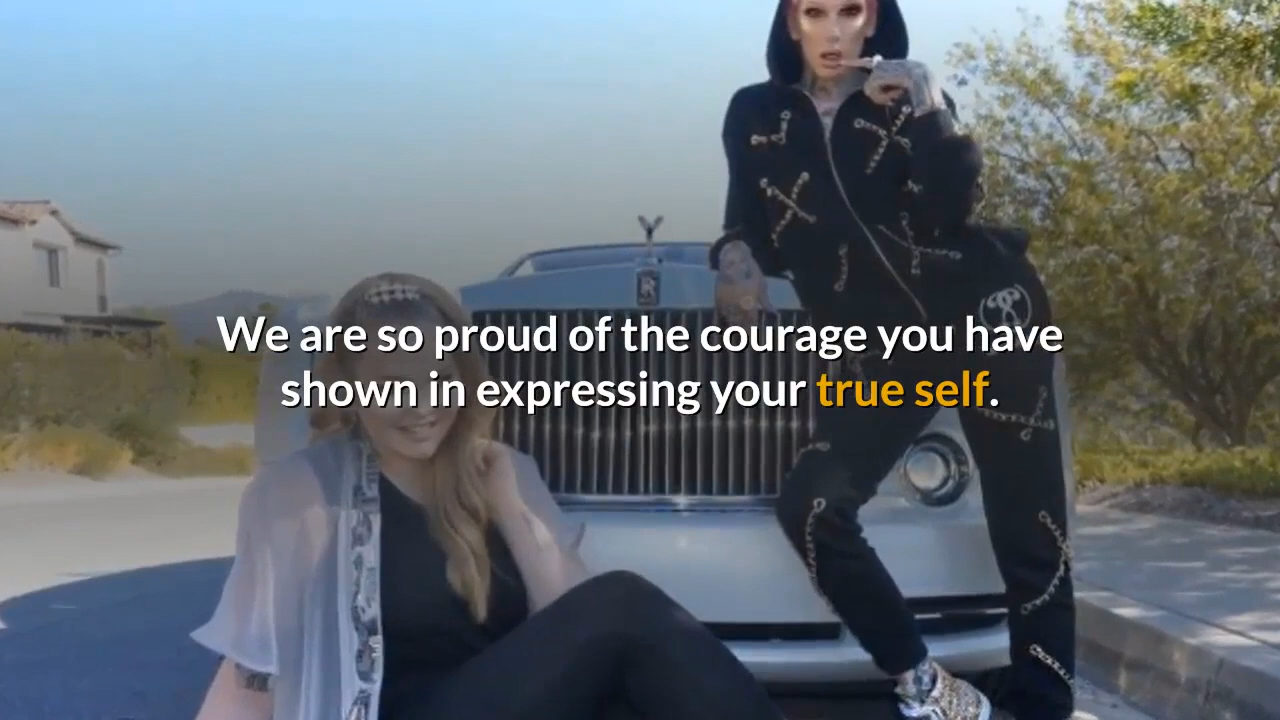 We are so proud of the courage you have
shown in expressing your true self.